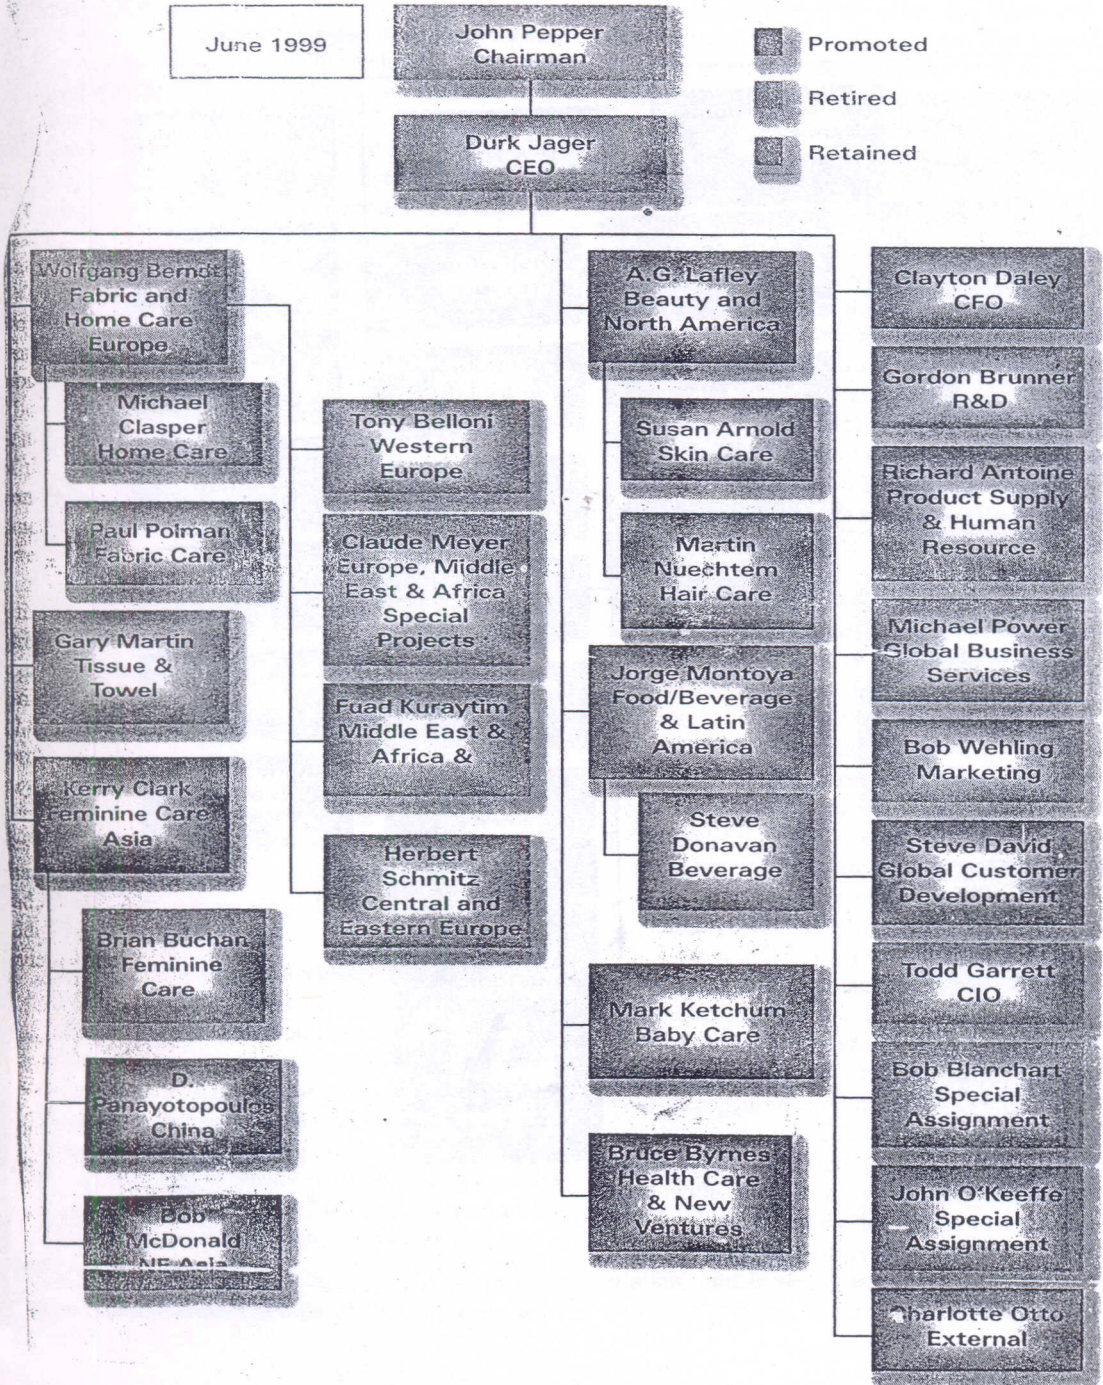 June 1999
John Pepper
Chairman
Promoted
Retired
Retained
Durk Jager
CEO
Wolfgang Berndt
Fabric and
Home Care
Europe
Michael
Clasper
Home Care
Paul Polman
Fabric Care
Gary Martin
Tissue &
Towel
Kerry Clark
Feminine Care
Asia
Brian Buchan
Feminine
Care
D.
Panayotopoulos
China
Bob
McDonald
NE Asia
Tony Belloni
Western
Europe
Claude Meyer
Europe, Middle
East & Africa
Special
Projects
Fuad Kuraytim
Middle East &
Africa &
Herbert
Schmitz
Central and
Eastern Europe
A.G. Lafley
Beauty and
North America
Susan Arnold
Skin Care
Martin
Nuechtem
Hair Care
Jorge Montoya
Food/Beverage
& Latin
America
Steve
Donavan
Beverage
Mark Ketchum
Baby Care
Bruce Byrnes
Health Care
& New
Ventures
Clayton Daley
CFO
Gordon Brunner
R&D
Richard Antoine
Product Supply
& Human
Resource
Michael Power
Global Business
Services
Bob Wehling
Marketing
Steve David
Global Customer
Development
Todd Garrett
CIO
Bob Blanchart
Special
Assignment
John O'Keeffe
Special
Assignment
Charlotte Otto
External